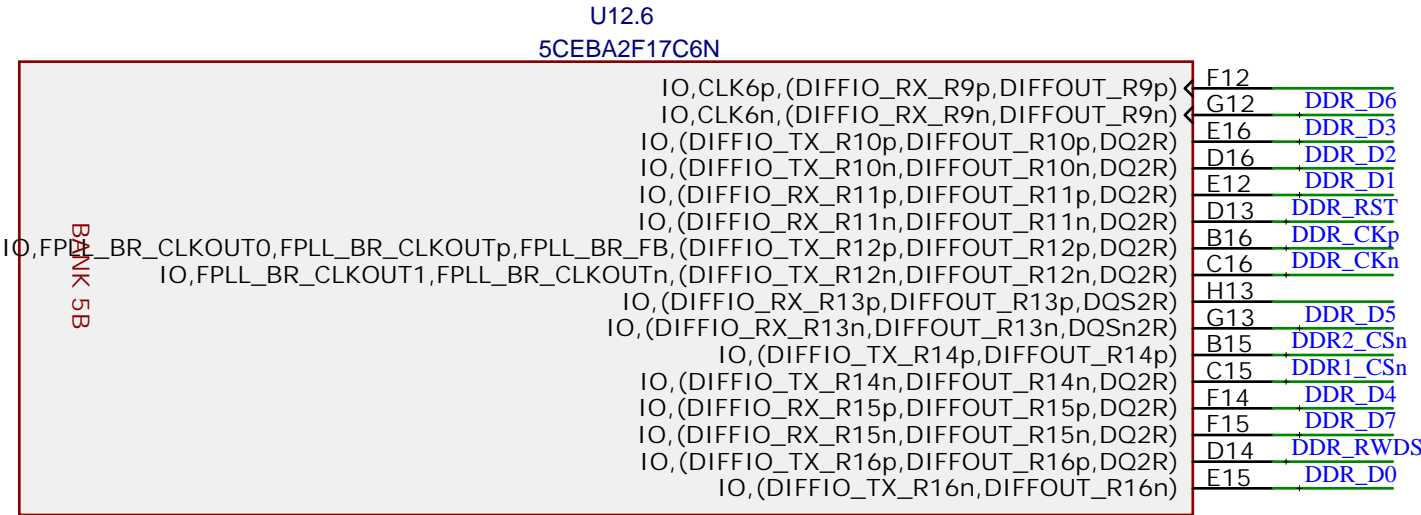 U12.6
5CEBA2F17C6N
IO,CLK6p,(DIFFIO_RX_R9p,DIFFOUT_R9p) F12
IO,CLK6n,(DIFFIO_RX_R9n,DIFFOUT_R9n) G12 DDR_D6
IO,(DIFFIO_TX_R10p,DIFFOUT_R10p,DQ2R) E16 DDR_D3
IO,(DIFFIO_TX_R10n,DIFFOUT_R10n,DQ2R) D16 DDR_D2
IO,(DIFFIO_RX_R11p,DIFFOUT_R11p,DQ2R) E12 DDR_D1
IO,(DIFFIO_RX_R11n,DIFFOUT_R11n,DQ2R) D13 DDR_RST
IO,FPLL_BR_CLKOUT0,FPLL_BR_CLKOUTp,FPLL_BR_FB,(DIFFIO_TX_R12p,DIFFOUT_R12p,DQ2R) B16 DDR_CKp
IO,FPLL_BR_CLKOUT1,FPLL_BR_CLKOUTn,(DIFFIO_TX_R12n,DIFFOUT_R12n,DQ2R) C16 DDR_CKn
IO,(DIFFIO_RX_R13p,DIFFOUT_R13p,DQS2R) H13
IO,(DIFFIO_RX_R13n,DIFFOUT_R13n,DQSn2R) G13 DDR_D5
IO,(DIFFIO_TX_R14p,DIFFOUT_R14p) B15 DDR2_CSn
IO,(DIFFIO_TX_R14n,DIFFOUT_R14n,DQ2R) C15 DDR1_CSn
IO,(DIFFIO_RX_R15p,DIFFOUT_R15p,DQ2R) F14 DDR_D4
IO,(DIFFIO_RX_R15n,DIFFOUT_R15n,DQ2R) F15 DDR_D7
IO,(DIFFIO_TX_R16p,DIFFOUT_R16p,DQ2R) D14 DDR_RWDS
IO,(DIFFIO_TX_R16n,DIFFOUT_R16n) E15 DDR_D0
BANK 5B